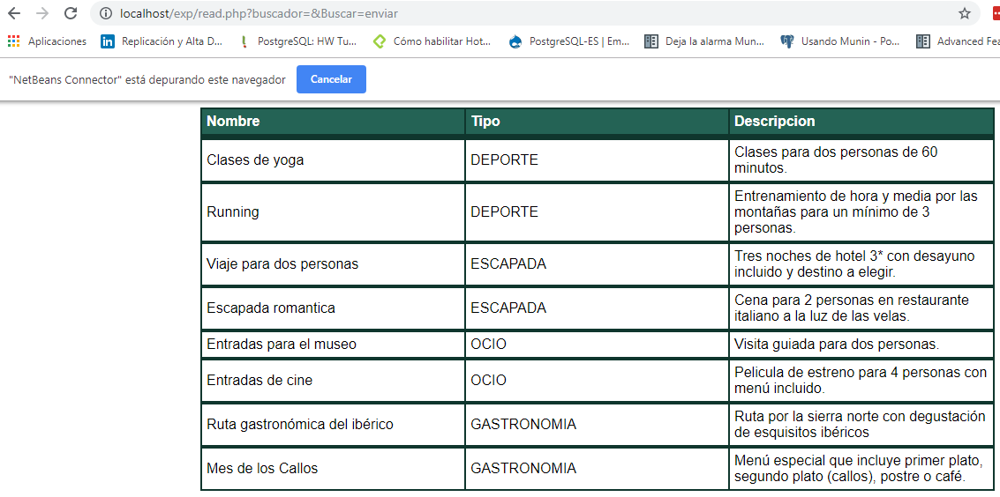 localhost/exp/read.php?buscador=&Buscar=enviar
Aplicaciones Replicación y Alta D... PostgreSQL: HW Tu... Cómo habilitar Hot... PostgreSQL-ES | Em... Deja la alarma Mun... Usando Munin - Po... Advanced Fea
"NetBeans Connector" está depurando este navegador Cancelar
Nombre Tipo Descripcion
Clases de yoga DEPORTE Clases para dos personas de 60
minutos.
Running DEPORTE Entrenamiento de hora y media por las
montañas para un mínimo de 3
personas.
Viaje para dos personas ESCAPADA Tres noches de hotel 3* con desayuno
incluido y destino a elegir.
Escapada romantica ESCAPADA Cena para 2 personas en restaurante
italiano a la luz de las velas.
Entradas para el museo OCIO Visita guiada para dos personas.
Entradas de cine OCIO Pelicula de estreno para 4 personas con
menú incluido.
Ruta gastronómica del ibérico GASTRONOMIA Ruta por la sierra norte con degustación
de esquisitos ibéricos
Mes de los Callos GASTRONOMIA Menú especial que incluye primer plato,
segundo plato (callos), postre o café.